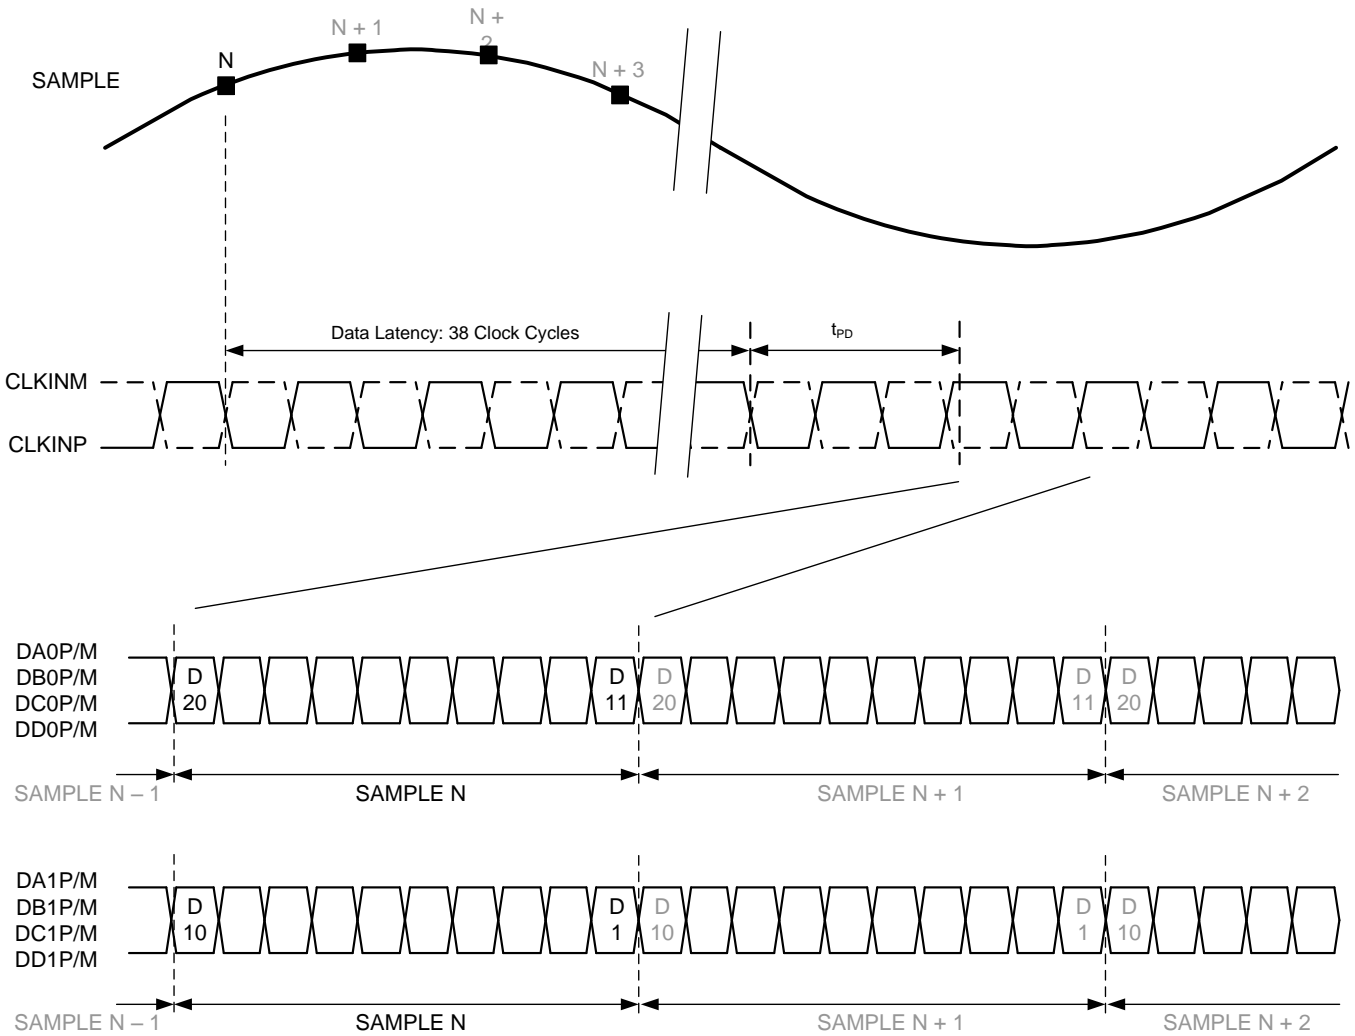 N + 1
N +
2
N
N + 3
SAMPLE
Data Latency: 38 Clock Cycles
tPD
CLKINM
CLKINP
DA0P/M
DB0P/M
DC0P/M
DD0P/M
D
20
D
11
D
20
D
11
D
20
SAMPLE N – 1
SAMPLE N
SAMPLE N + 1
SAMPLE N + 2
DA1P/M
DB1P/M
DC1P/M
DD1P/M
D
10
D
1
D
10
D
1
D
10
SAMPLE N – 1
SAMPLE N
SAMPLE N + 1
SAMPLE N + 2